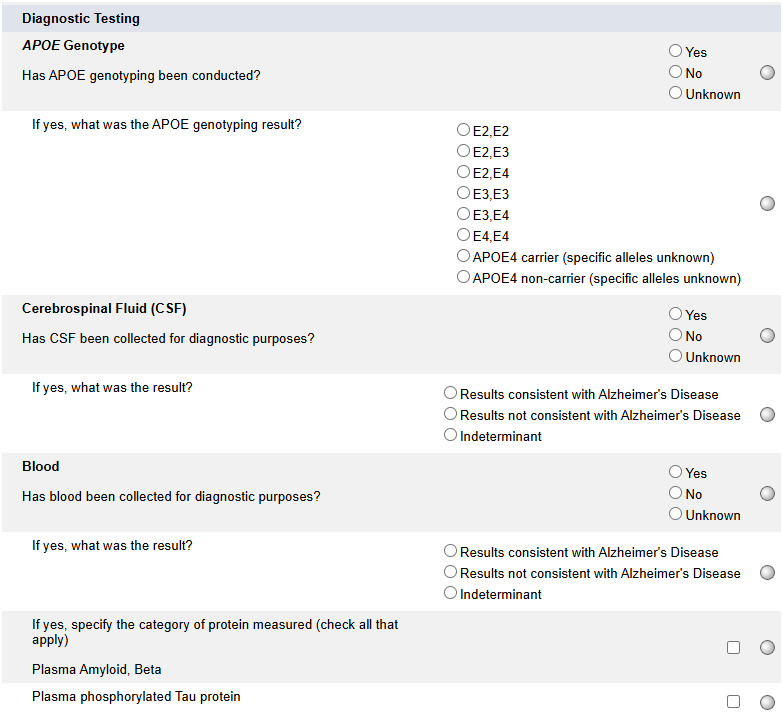 Diagnostic Testing
APOE Genotype
Has APOE genotyping been conducted?
Yes
No
Unknown
If yes, what was the APOE genotyping result?
E2,E2
E2,E3
E2,E4
E3,E3
E3,E4
E4,E4
APOE4 carrier (specific alleles unknown)
APOE4 non-carrier (specific alleles unknown)
Cerebrospinal Fluid (CSF)
Has CSF been collected for diagnostic purposes?
Yes
No
Unknown
If yes, what was the result?
Results consistent with Alzheimer's Disease
Results not consistent with Alzheimer's Disease
Indeterminant
Blood
Has blood been collected for diagnostic purposes?
Yes
No
Unknown
If yes, what was the result?
Results consistent with Alzheimer's Disease
Results not consistent with Alzheimer's Disease
Indeterminant
If yes, specify the category of protein measured (check all that
apply)
Plasma Amyloid, Beta
Plasma phosphorylated Tau protein